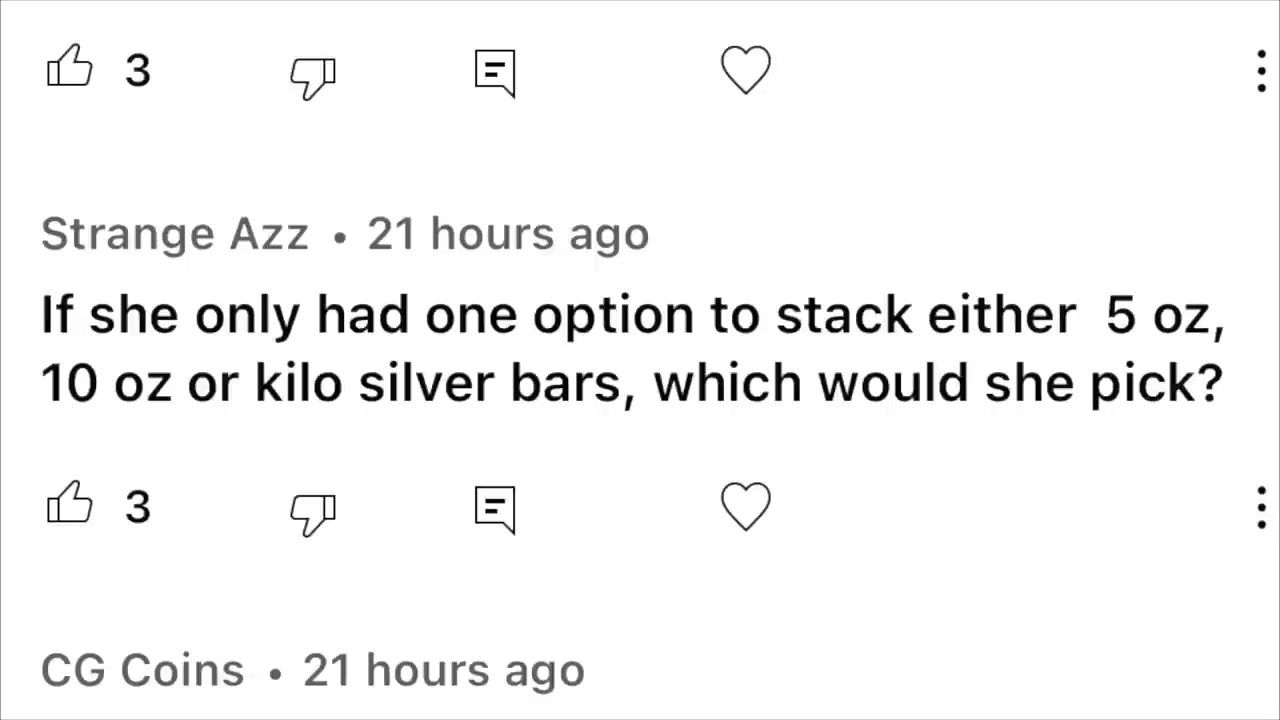 3
Strange Azz • 21 hours ago
If she only had one option to stack either  5 oz,
10 oz or kilo silver bars, which would she pick?
3
CG Coins • 21 hours ago